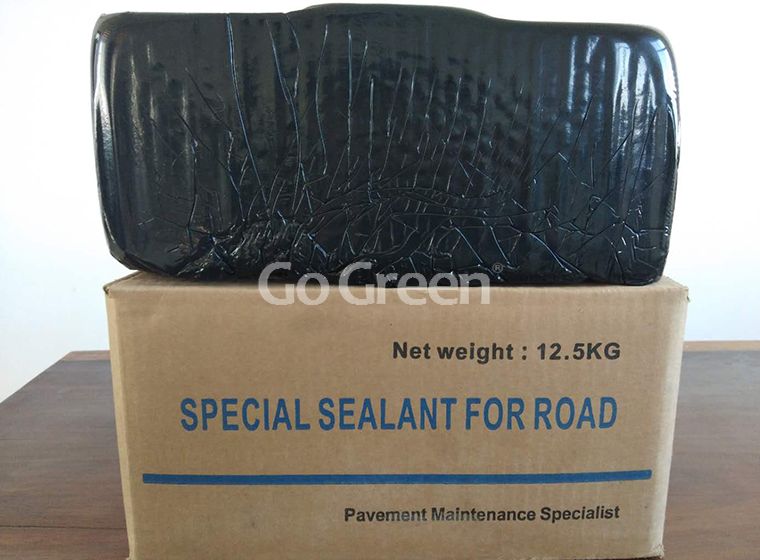 Go Green®
Net weight : 12.5KG
SPECIAL SEALANT FOR ROAD
Pavement Maintenance Specialist